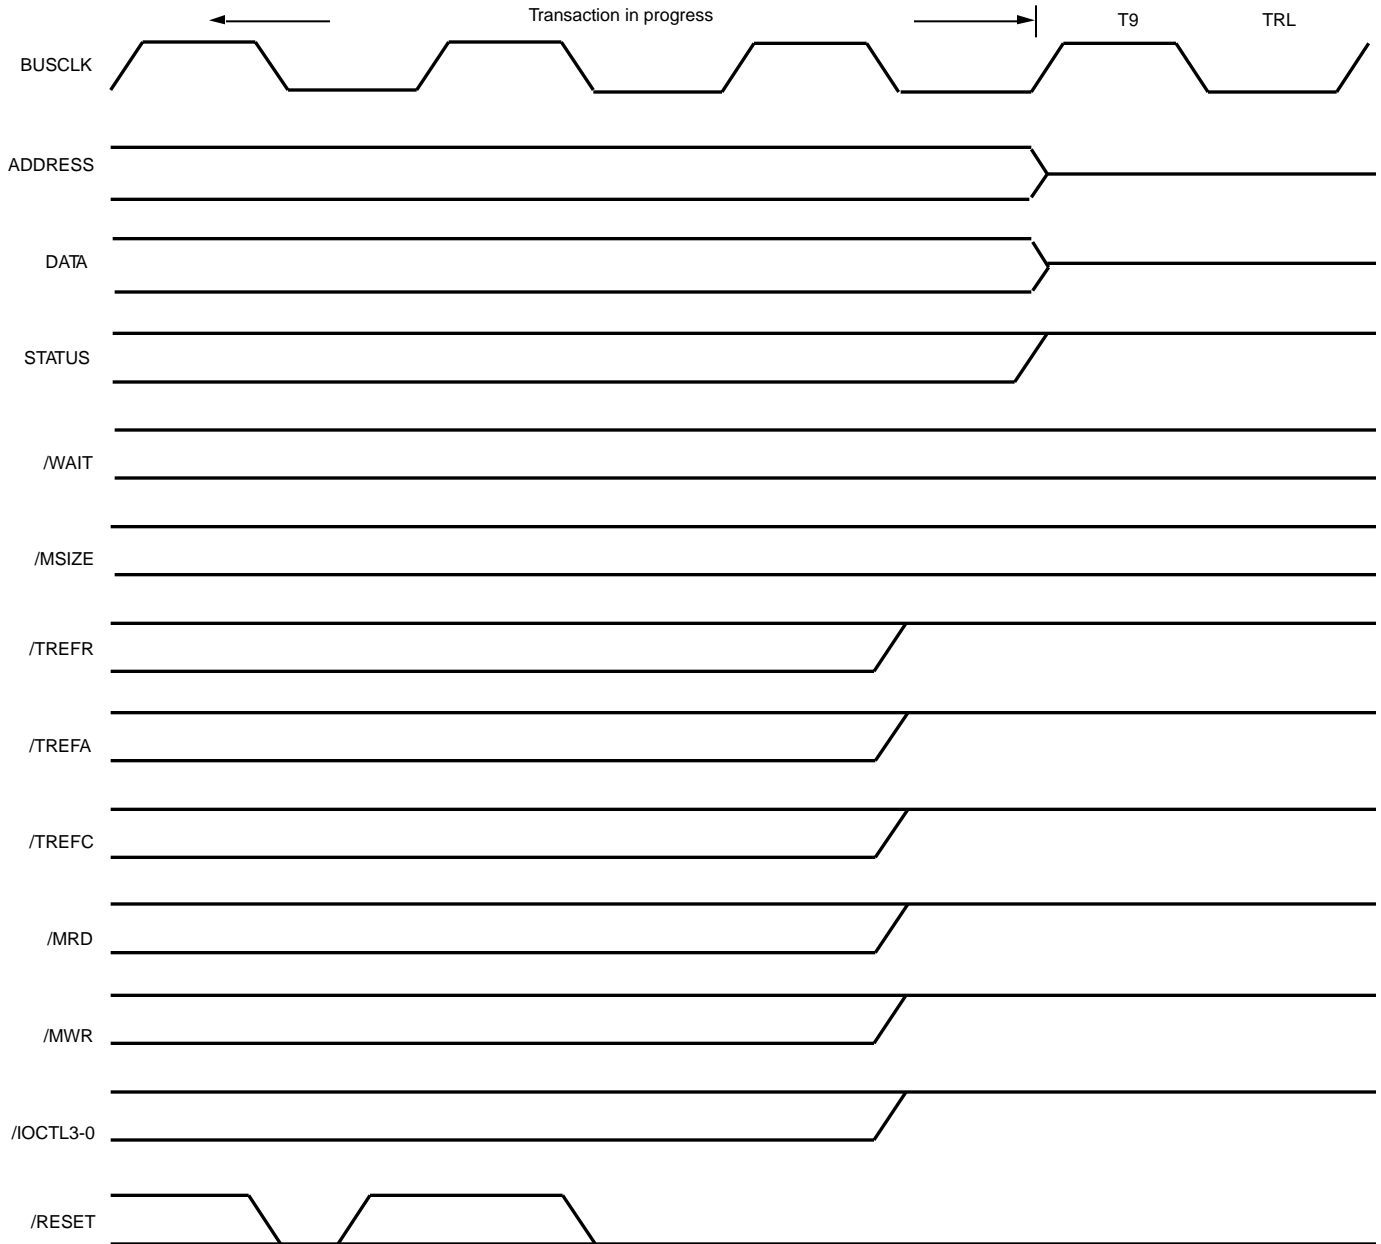 Transaction in progress
T9
TRL
BUSCLK
ADDRESS
DATA
STATUS
/WAIT
/MSIZE
/TREFR
/TREFA
/TREFC
/MRD
/MWR
/IOCTL3-0
/RESET